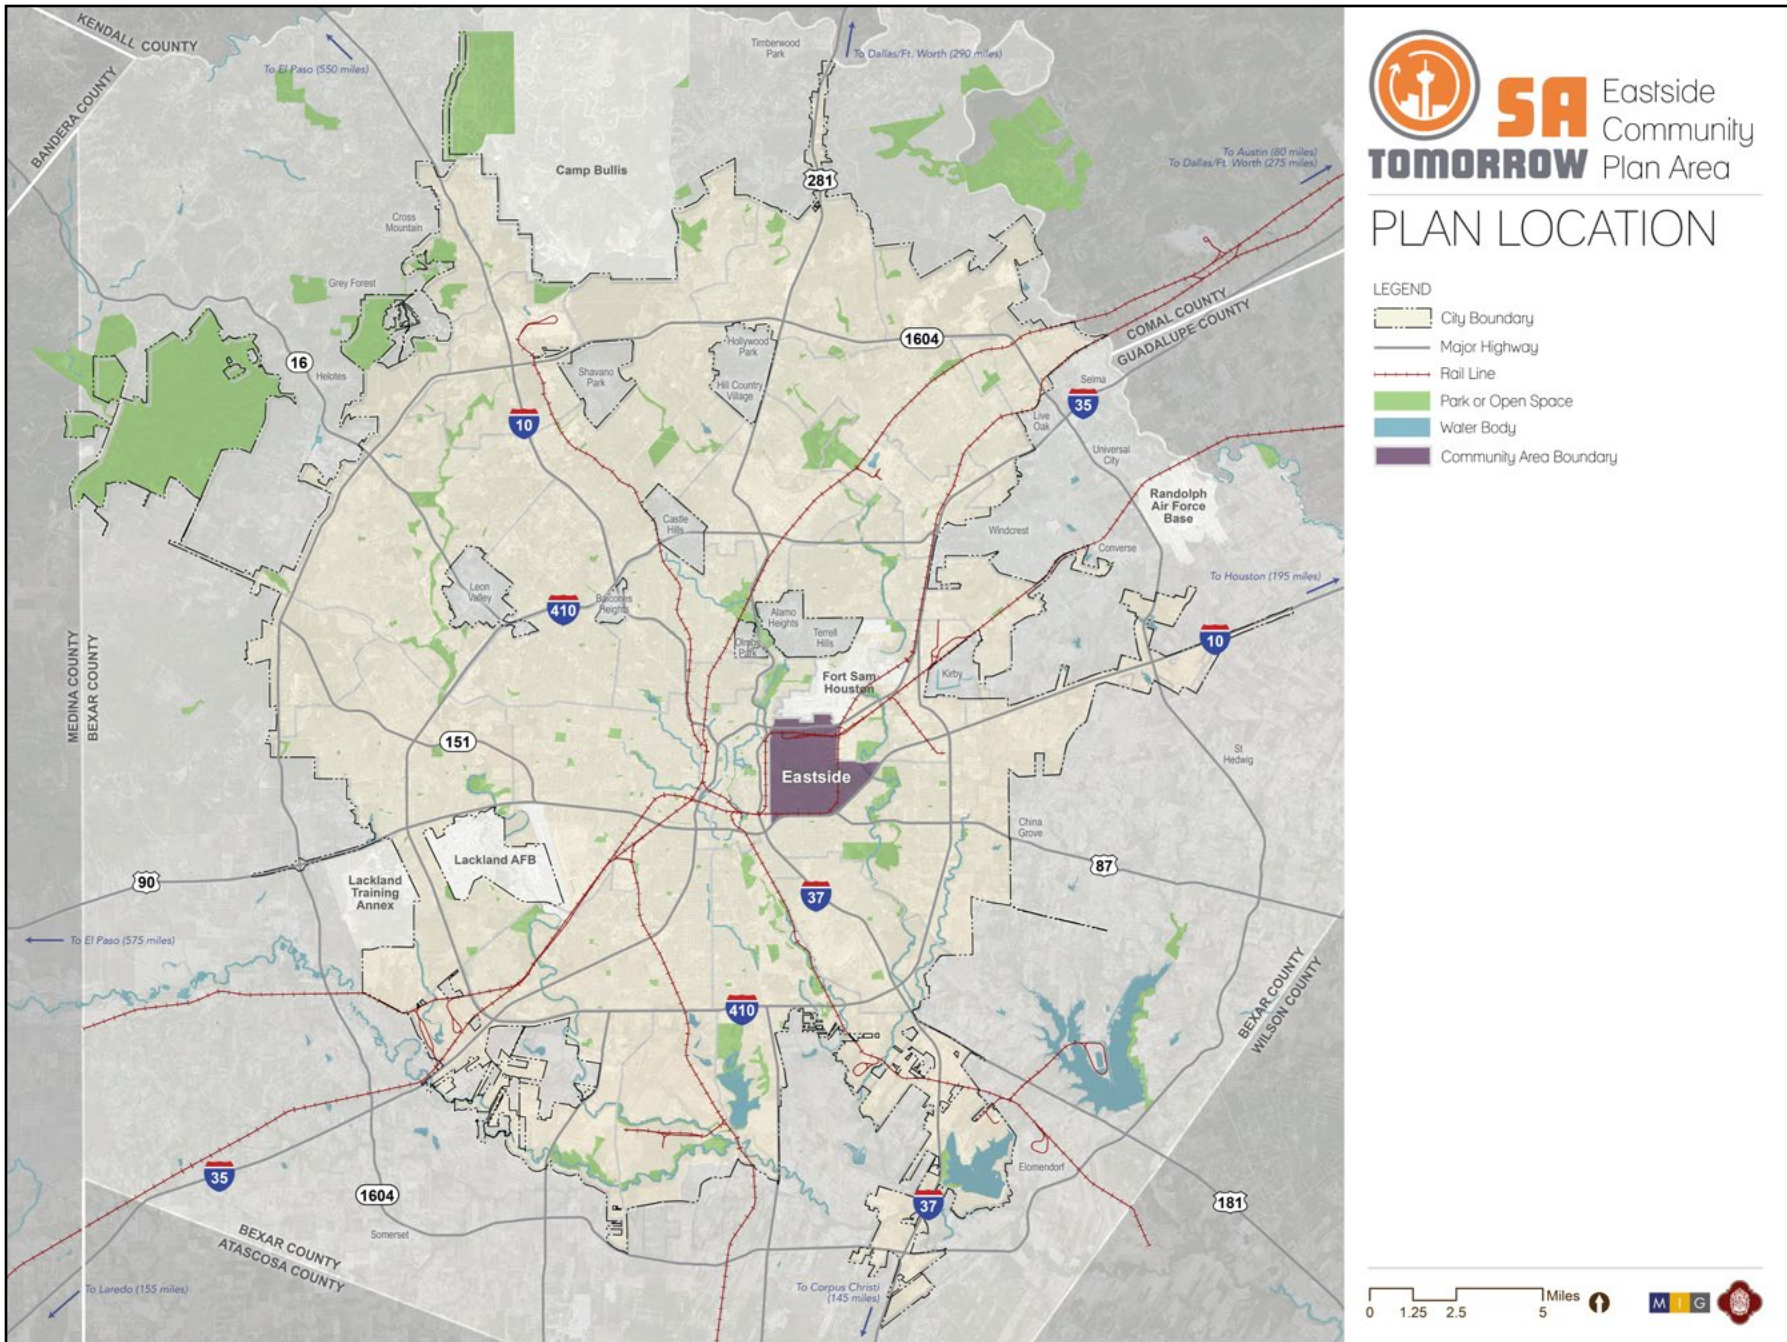 KENDALL COUNTY
BANDERA COUNTY
To El Paso (550 miles)
Timberwood
Park
To Dallas/Ft. Worth (290 miles)
To Austin (80 miles)
To Dallas/Ft. Worth (275 miles)
Camp Bullis
281
Cross
Mountain
Grey Forest
COMAL COUNTY
GUADALUPE COUNTY
1604
Hollywood
Park
16
Helotes
Shavano
Park
Hill Country
Village
Selma
35
Live
Oak
10
Universal
City
Randolph
Air Force
Base
Castle
Hills
Windcrest
Converse
To Houston (195 miles)
Leon
Valley
410
Balcones
Heights
Alamo
Heights
Terrell
Hills
Olmos
Park
10
MEDINA COUNTY
BEXAR COUNTY
Fort Sam
Houston
Kirby
151
St
Hedwig
Eastside
China
Grove
87
Lackland AFB
90
Lackland
Training
Annex
37
To El Paso (575 miles)
BEXAR COUNTY
WILSON COUNTY
410
Elomendorf
35
1604
37
181
Somerset
BEXAR COUNTY
ATASCOSA COUNTY
To Laredo (155 miles)
To Corpus Christi
(145 miles)
SA
TOMORROW
Eastside
Community
Plan Area
PLAN LOCATION
LEGEND
City Boundary
Major Highway
Rail Line
Park or Open Space
Water Body
Community Area Boundary
Miles
0 1.25 2.5 5
M I G